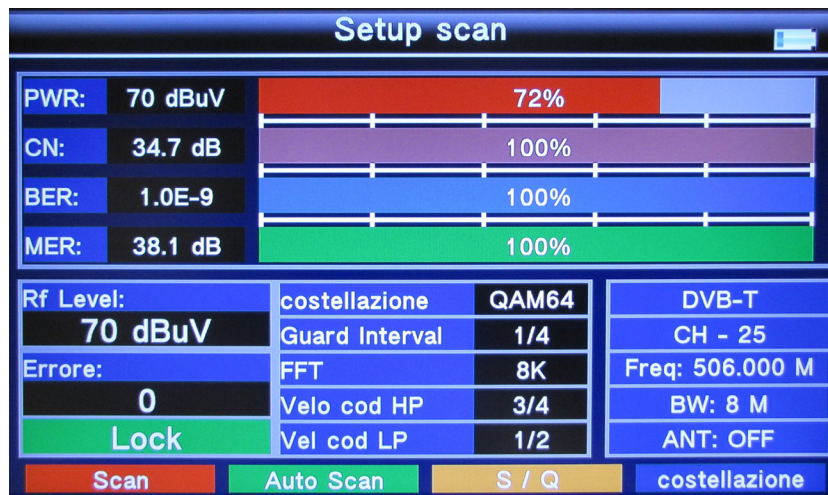 Setup scan
PWR: 70 dBuV 72%
CN: 34.7 dB 100%
BER: 1.0E-9 100%
MER: 38.1 dB 100%
Rf Level:
70 dBuV
Errore:
0
Lock
costellazione QAM64
Guard Interval 1/4
FFT 8K
Velo cod HP 3/4
Vel cod LP 1/2
DVB-T
CH - 25
Freq: 506.000 M
BW: 8 M
ANT: OFF
Scan Auto Scan S / Q costellazione